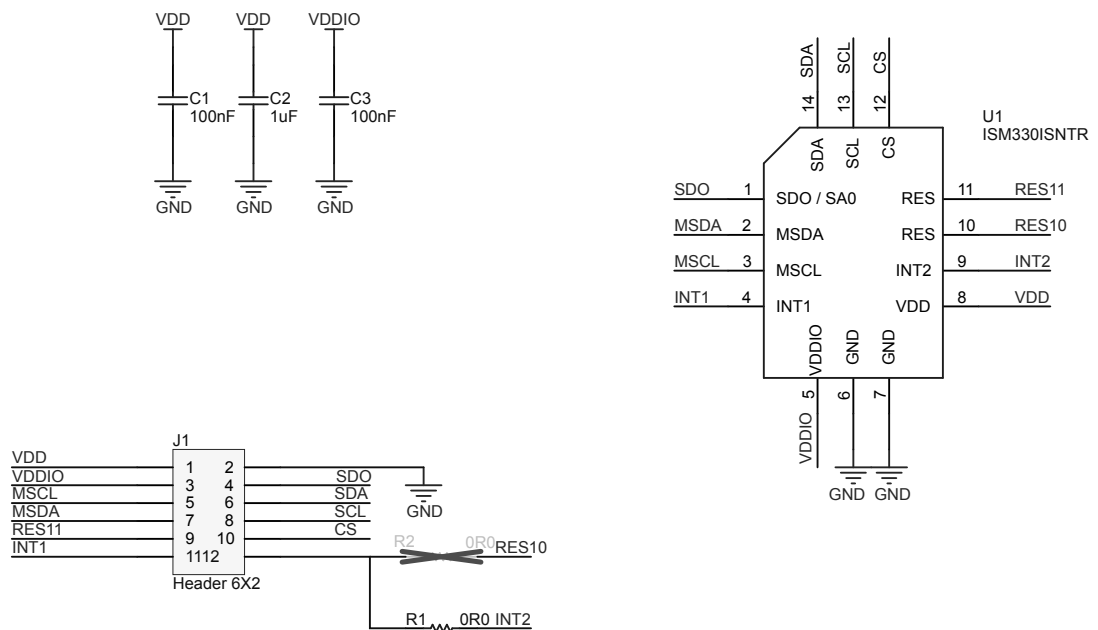 VDD VDD VDDIO
C1 C2 C3
100nF 1uF 100nF
GND GND GND
SDA SCL CS
14 13 12
U1
ISM330ISNTR
SDA SCL CS
SDO 1 SDO / SA0 RES 11 RES11
MSDA 2 MSDA RES 10 RES10
MSCL 3 MSCL INT2 9 INT2
INT1 4 INT1 VDD 8 VDD
VDDIO GND GND
5 6 7
VDDIO
GND GND
J1
VDD 1 2
VDDIO 3 4 SDO
MSCL 5 6 SDA
GND
MSDA 7 8 SCL
RES11 9 10 CS
INT1 1112 R2 0R0 RES10
Header 6X2
R1 0R0 INT2